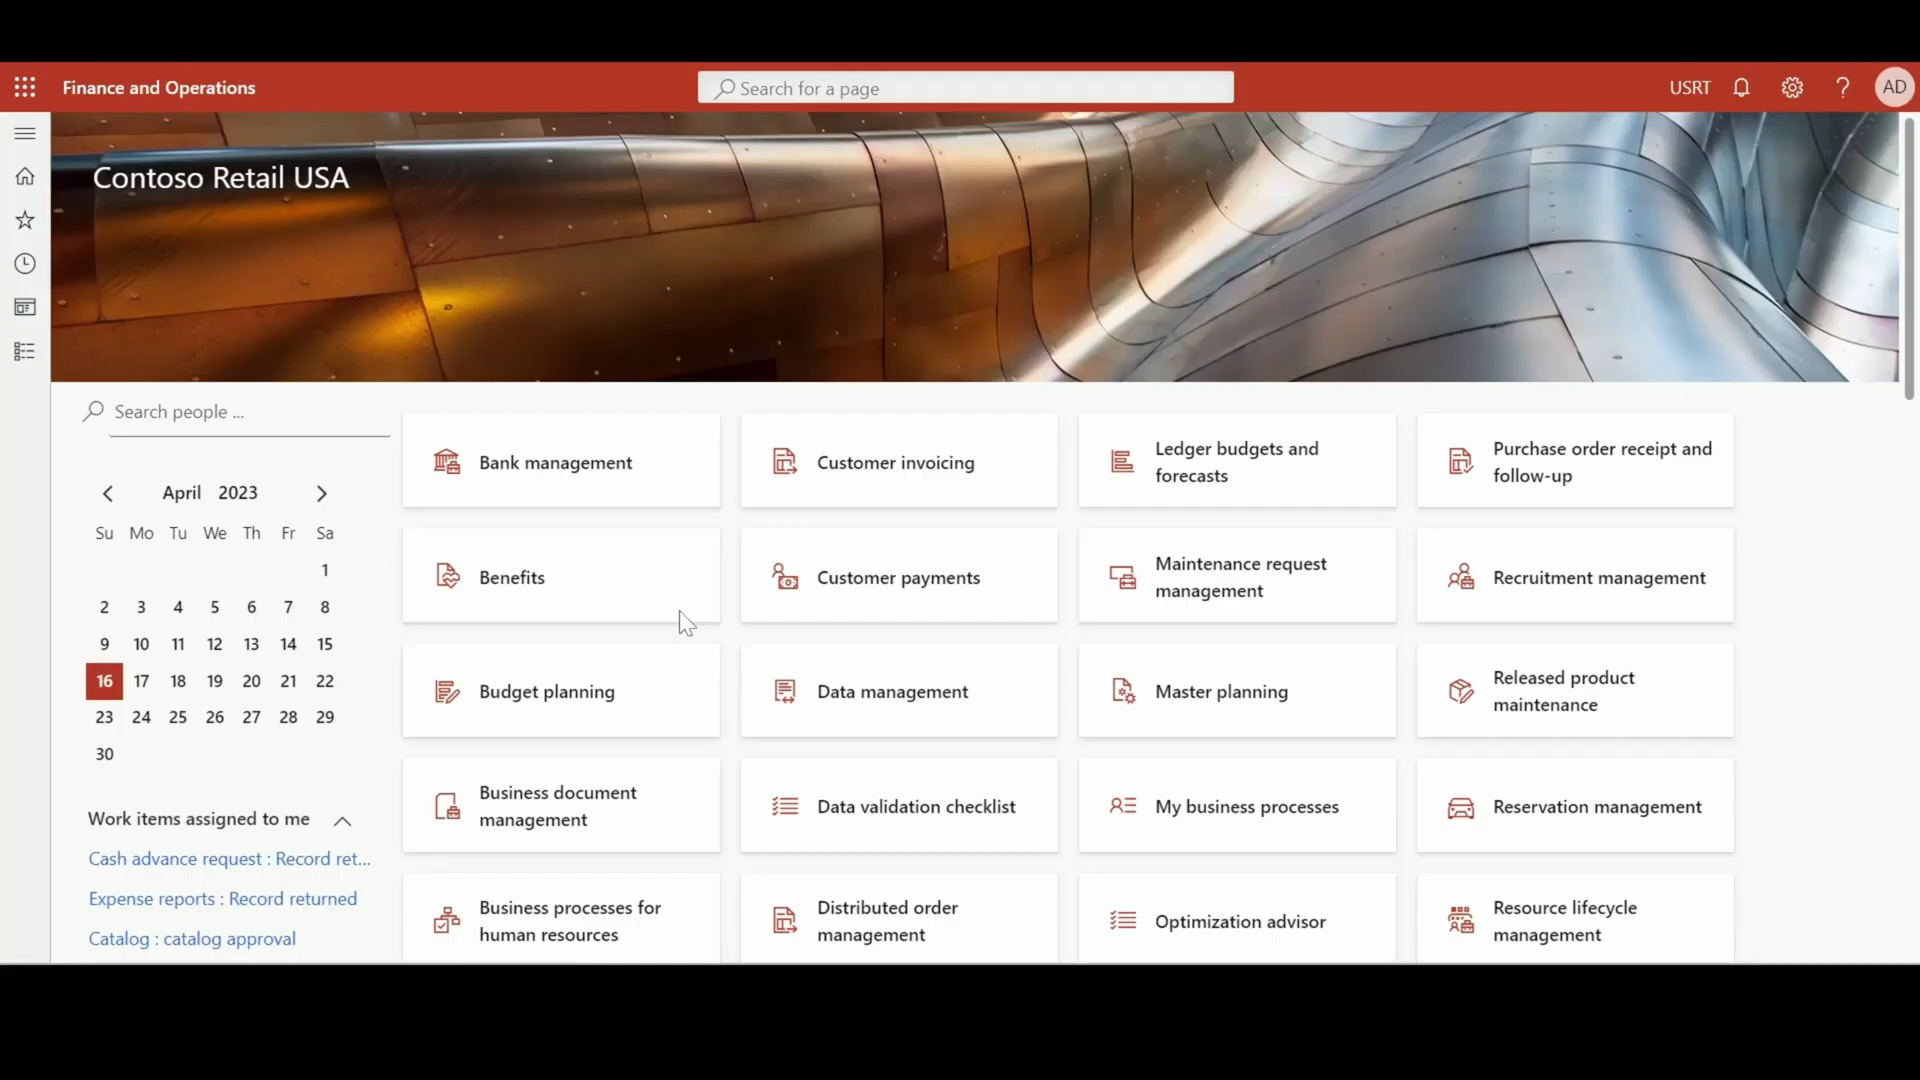 Finance and Operations
Search for a page
USRT
?
AD
Contoso Retail USA
Search people ...
April 2023
Su Mo Tu We Th Fr Sa
1
2 3 4 5 6 7 8
9 10 11 12 13 14 15
16 17 18 19 20 21 22
23 24 25 26 27 28 29
30
Work items assigned to me
Cash advance request : Record ret...
Expense reports : Record returned
Catalog : catalog approval
Bank management
Customer invoicing
Ledger budgets and
forecasts
Purchase order receipt and
follow-up
Benefits
Customer payments
Maintenance request
management
Recruitment management
Budget planning
Data management
Master planning
Released product
maintenance
Business document
management
Data validation checklist
My business processes
Reservation management
Business processes for
human resources
Distributed order
management
Optimization advisor
Resource lifecycle
management